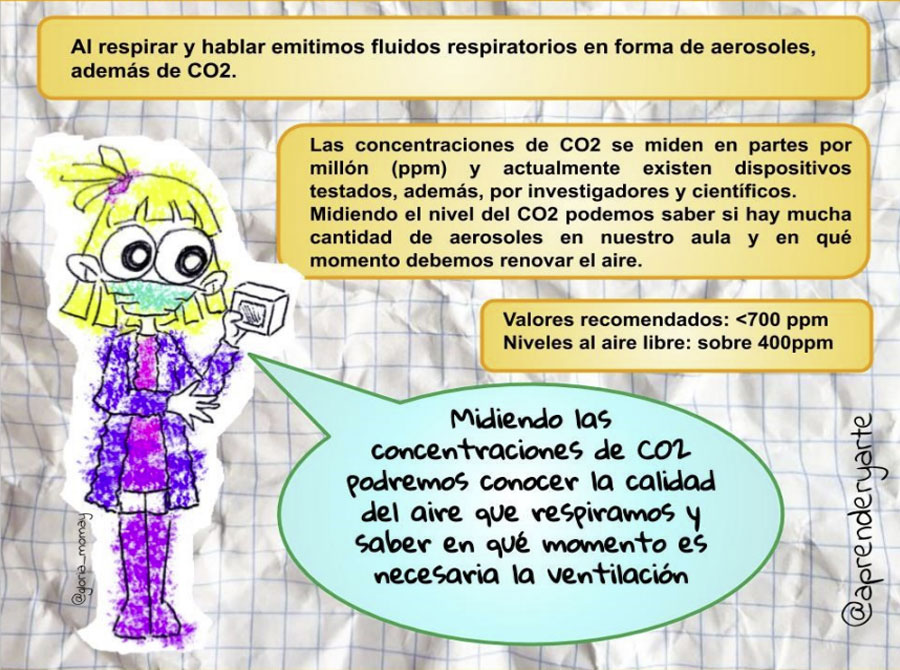 Al respirar y hablar emitimos fluidos respiratorios en forma de aerosoles,
además de CO2.
Las concentraciones de CO2 se miden en partes por
millón (ppm) y actualmente existen dispositivos
testados, además, por investigadores y científicos.
Midiendo el nivel del CO2 podemos saber si hay mucha
cantidad de aerosoles en nuestro aula y en qué
momento debemos renovar el aire.
Valores recomendados: <700 ppm
Niveles al aire libre: sobre 400ppm
Midiendo las
concentraciones de CO2
podremos conocer la calidad
del aire que respiramos y
saber en qué momento es
necesaria la ventilación
@gloria_momay
@aprenderyarte